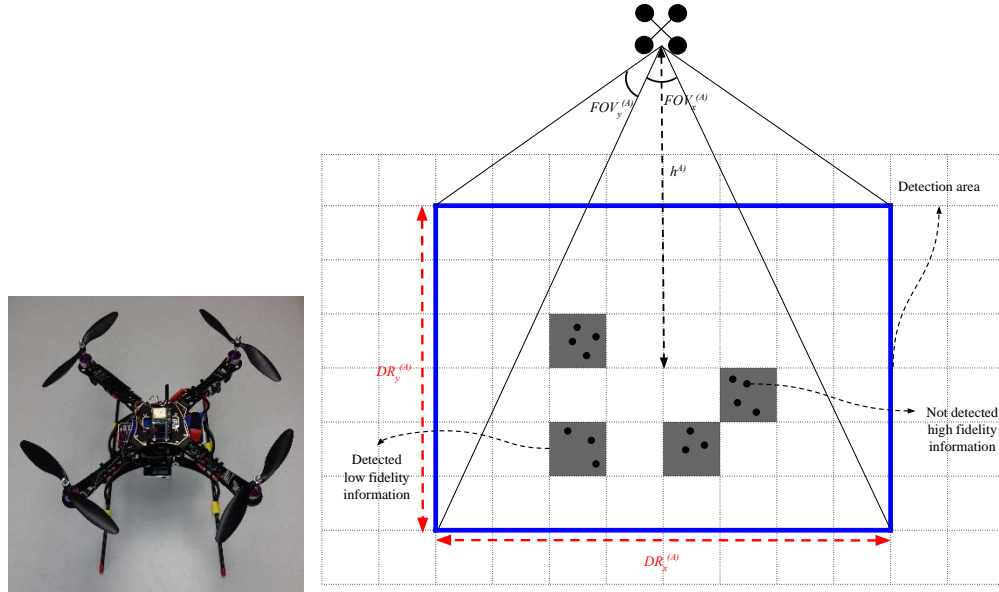 FOV_y^(A)
FOV_x^(A)
h^A)
Detection area
DR_y^(A)
Not detected
high fidelity
information
Detected
low fidelity
information
DR_x^(A)